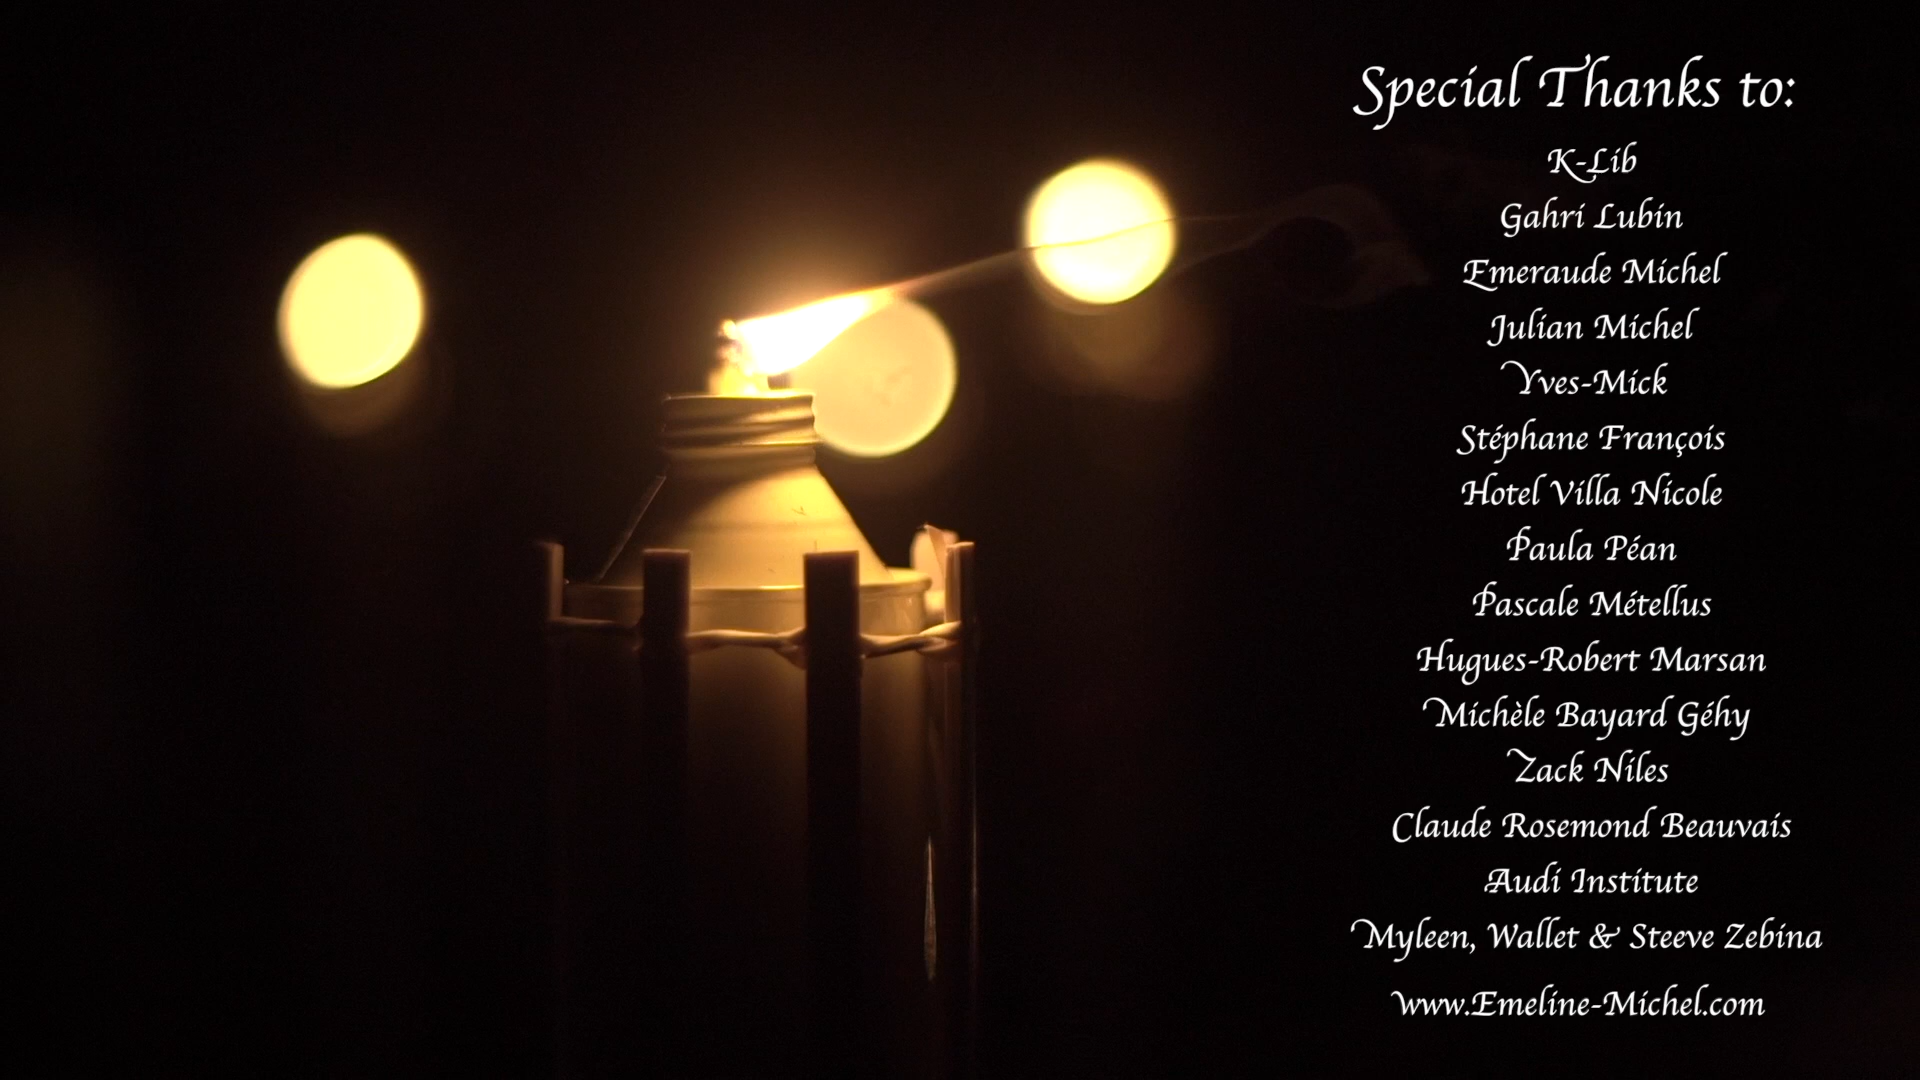 Special Thanks to:
K-Lib
Gahri Lubin
Emeraude Michel
Julian Michel
Yves-Mick
Stéphane François
Hotel Villa Nicole
Paula Péan
Pascale Métellus
Hugues-Robert Marsan
Michèle Bayard Géhy
Zack Niles
Claude Rosemond Beauvais
Audi Institute
Myleen, Wallet & Steeve Zebina
www.Emeline-Michel.com